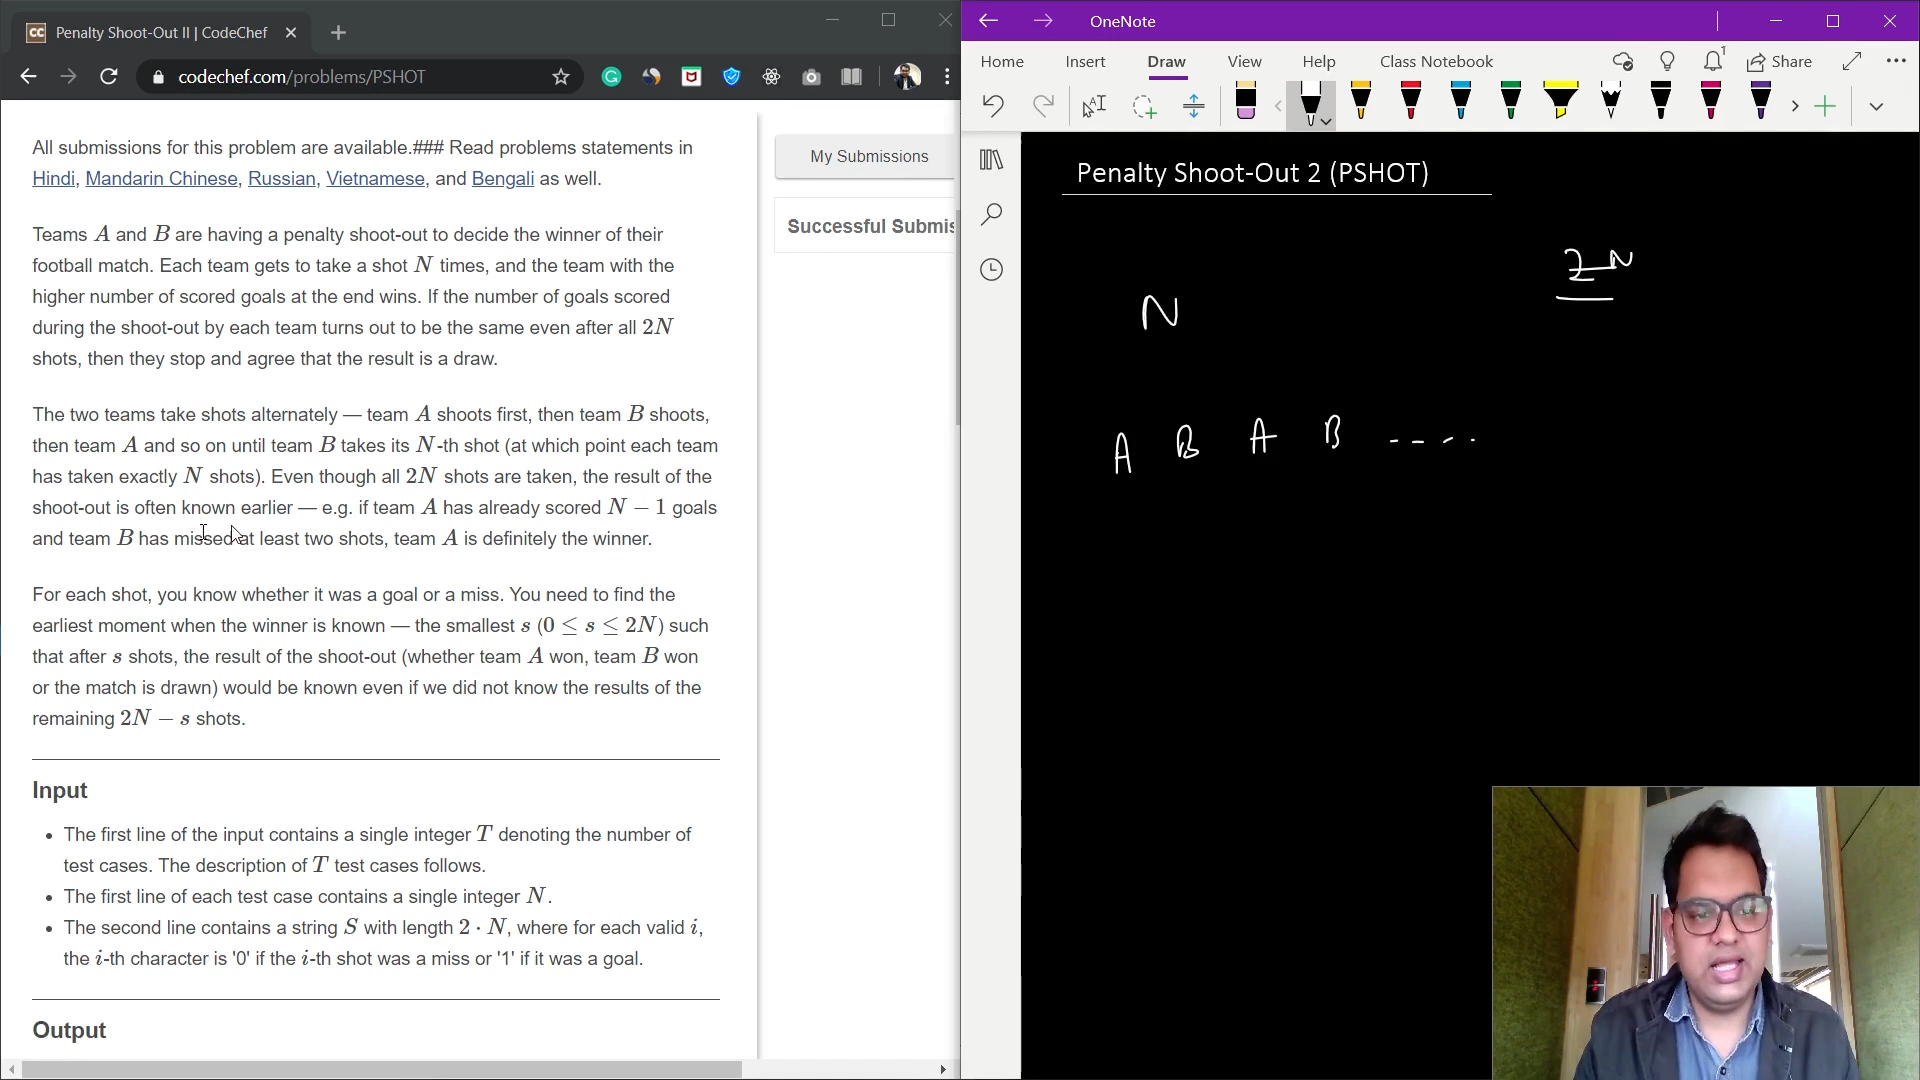 Penalty Shoot-Out II | CodeChef
codechef.com/problems/PSHOT
All submissions for this problem are available.### Read problems statements in
Hindi, Mandarin Chinese, Russian, Vietnamese, and Bengali as well.
Teams A and B are having a penalty shoot-out to decide the winner of their
football match. Each team gets to take a shot N times, and the team with the
higher number of scored goals at the end wins. If the number of goals scored
during the shoot-out by each team turns out to be the same even after all 2N
shots, then they stop and agree that the result is a draw.
The two teams take shots alternately — team A shoots first, then team B shoots,
then team A and so on until team B takes its N-th shot (at which point each team
has taken exactly N shots). Even though all 2N shots are taken, the result of the
shoot-out is often known earlier — e.g. if team A has already scored N − 1 goals
and team B has missed at least two shots, team A is definitely the winner.
For each shot, you know whether it was a goal or a miss. You need to find the
earliest moment when the winner is known — the smallest s (0 ≤ s ≤ 2N) such
that after s shots, the result of the shoot-out (whether team A won, team B won
or the match is drawn) would be known even if we did not know the results of the
remaining 2N − s shots.
Input
• The first line of the input contains a single integer T denoting the number of
test cases. The description of T test cases follows.
• The first line of each test case contains a single integer N.
• The second line contains a string S with length 2 · N, where for each valid i,
the i-th character is '0' if the i-th shot was a miss or '1' if it was a goal.
Output
My Submissions
Successful Submis
OneNote
Home Insert Draw View Help Class Notebook 1 Share
Penalty Shoot-Out 2 (PSHOT)
2N
N
A B A B ----